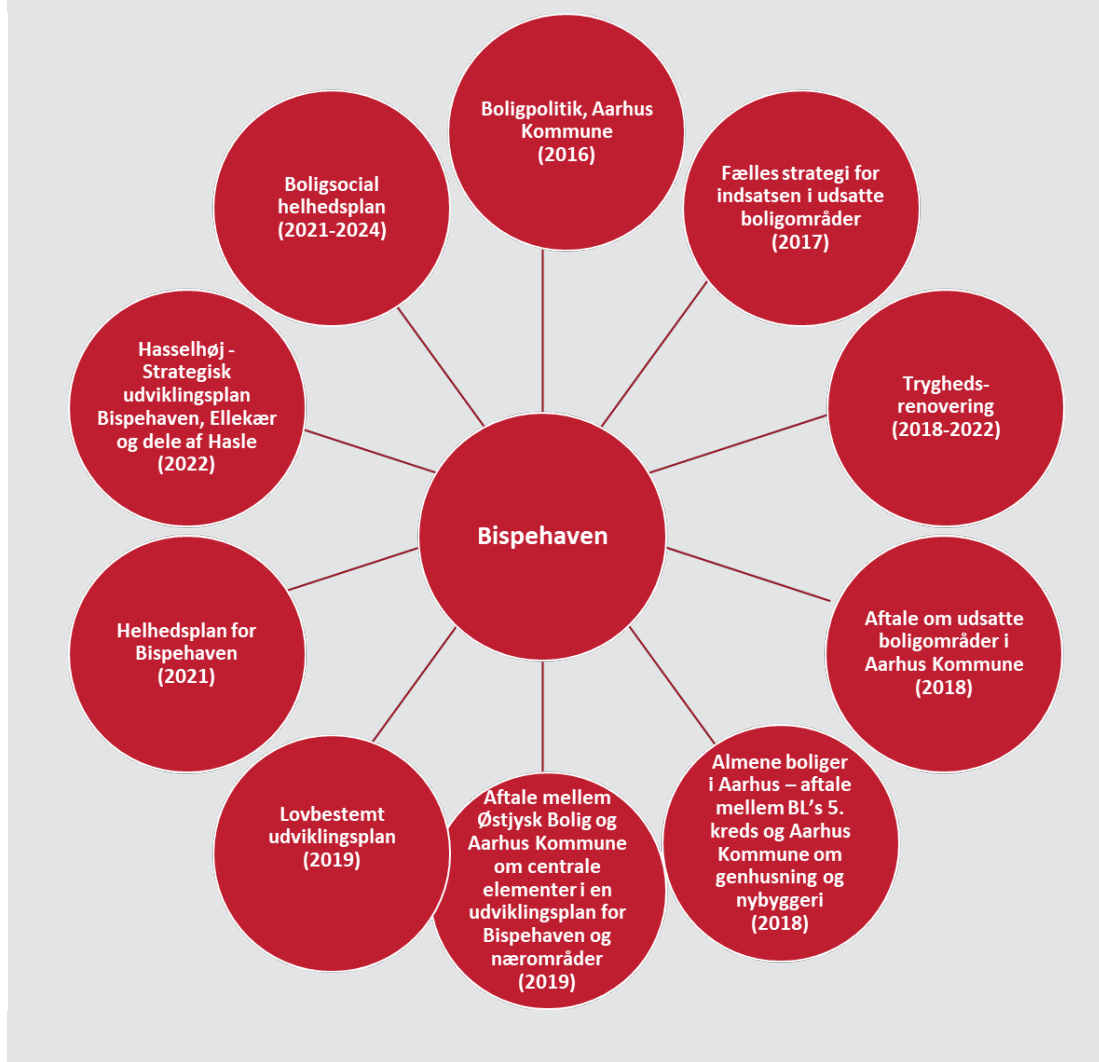 Boligpolitik, Aarhus
Kommune
(2016)
Fælles strategi for
indsatsen i udsatte
boligområder
(2017)
Trygheds-
renovering
(2018-2022)
Aftale om udsatte
boligområder i
Aarhus Kommune
(2018)
Almene boliger
i Aarhus – aftale
mellem BL's 5.
kreds og Aarhus
Kommune om
genhusning og
nybyggeri
(2018)
Aftale mellem
Østjysk Bolig og
Aarhus Kommune
om centrale
elementer i en
udviklingsplan for
Bispehaven og
nærområder
(2019)
Lovbestemt
udviklingsplan
(2019)
Helhedsplan for
Bispehaven
(2021)
Hasselhøj -
Strategisk
udviklingsplan
Bispehaven, Ellekær
og dele af Hasle
(2022)
Boligsocial
helhedsplan
(2021-2024)
Bispehaven